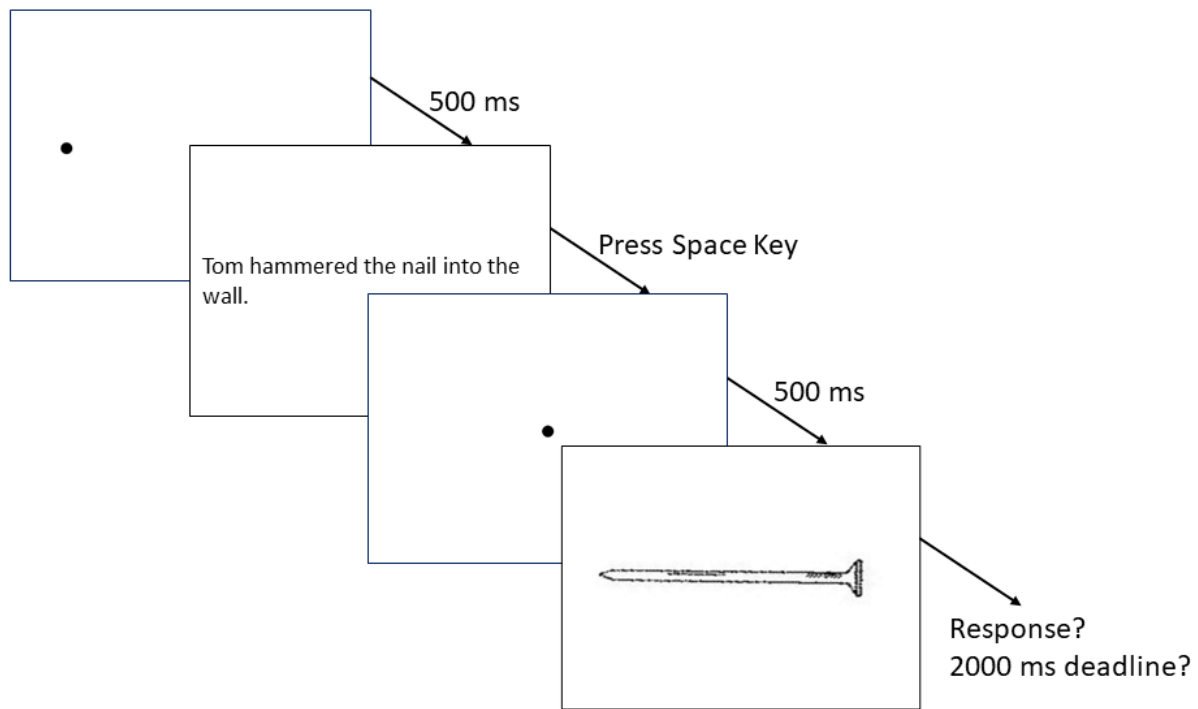 500 ms
Tom hammered the nail into the
wall.
Press Space Key
500 ms
Response?
2000 ms deadline?